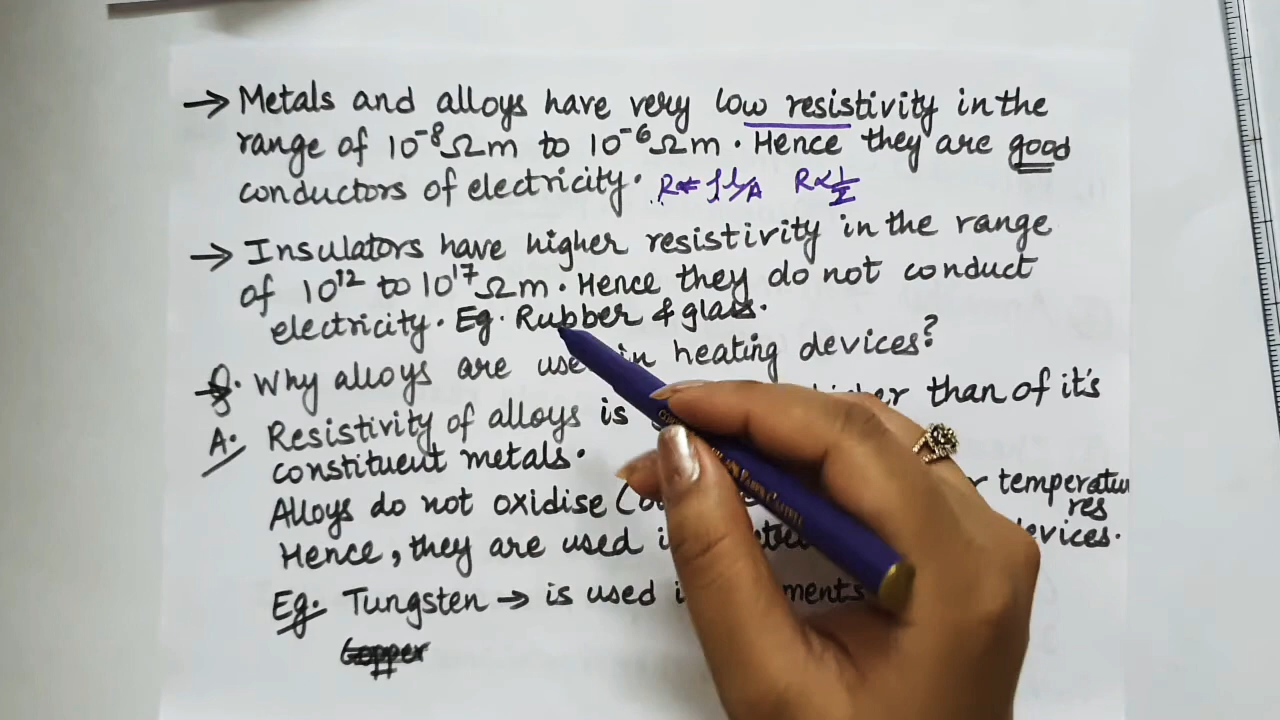 → Metals and alloys have very low resistivity in the
range of 10⁻⁸Ωm to 10⁻⁶Ωm. Hence they are good
conductors of electricity. R = ρl/A R∝1/I
→ Insulators have higher resistivity in the range
of 10¹² to 10¹⁷Ωm. Hence they do not conduct
electricity. Eg. Rubber & glass.
Q. Why alloys are used in heating devices?
A. Resistivity of alloys is higher than of it's
constituent metals.
Alloys do not oxidise ( temperatures
Hence, they are used devices.
Eg. Tungsten → is used
Copper